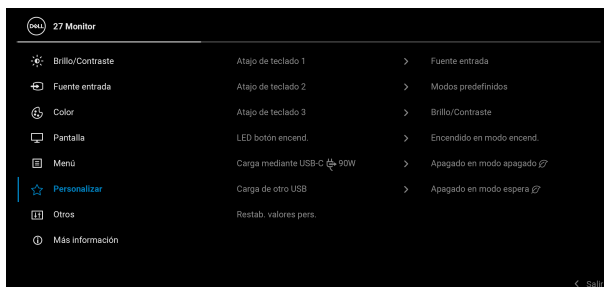 DELL 27 Monitor
Brillo/Contraste Atajo de teclado 1 > Fuente entrada
Fuente entrada Atajo de teclado 2 > Modos predefinidos
Color Atajo de teclado 3 > Brillo/Contraste
Pantalla LED botón encend. > Encendido en modo encend.
Menú Carga mediante USB-C 90W > Apagado en modo apagado
Personalizar Carga de otro USB > Apagado en modo espera
Otros Restab. valores pers.
Más información
< Salir